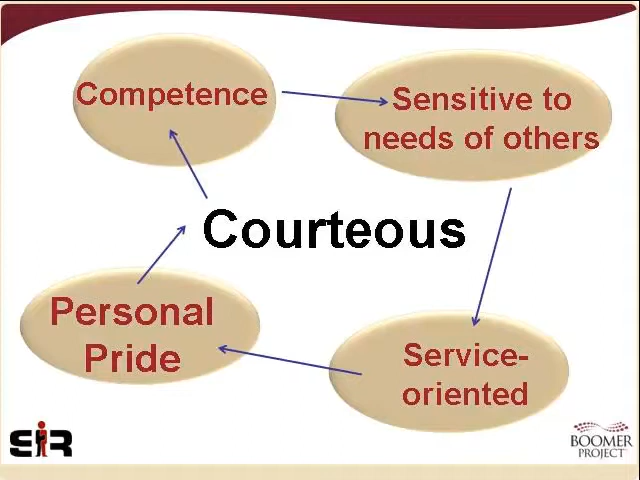 Competence
Sensitive to
needs of others
Courteous
Personal
Pride
Service-
oriented
SIR
BOOMER
PROJECT